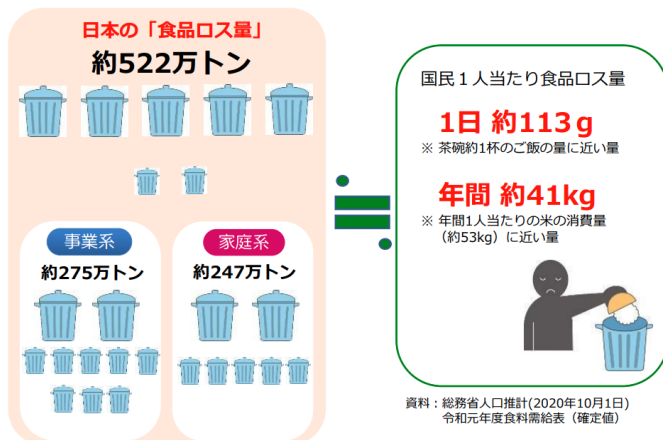 日本の「食品ロス量」
約522万トン
事業系
約275万トン
家庭系
約247万トン
国民１人当たり食品ロス量
1日 約113ｇ
※ 茶碗約1杯のご飯の量に近い量
年間 約41kg
※ 年間1人当たりの米の消費量
（約53kg）に近い量
資料：総務省人口推計(2020年10月1日)
令和元年度食料需給表（確定値）